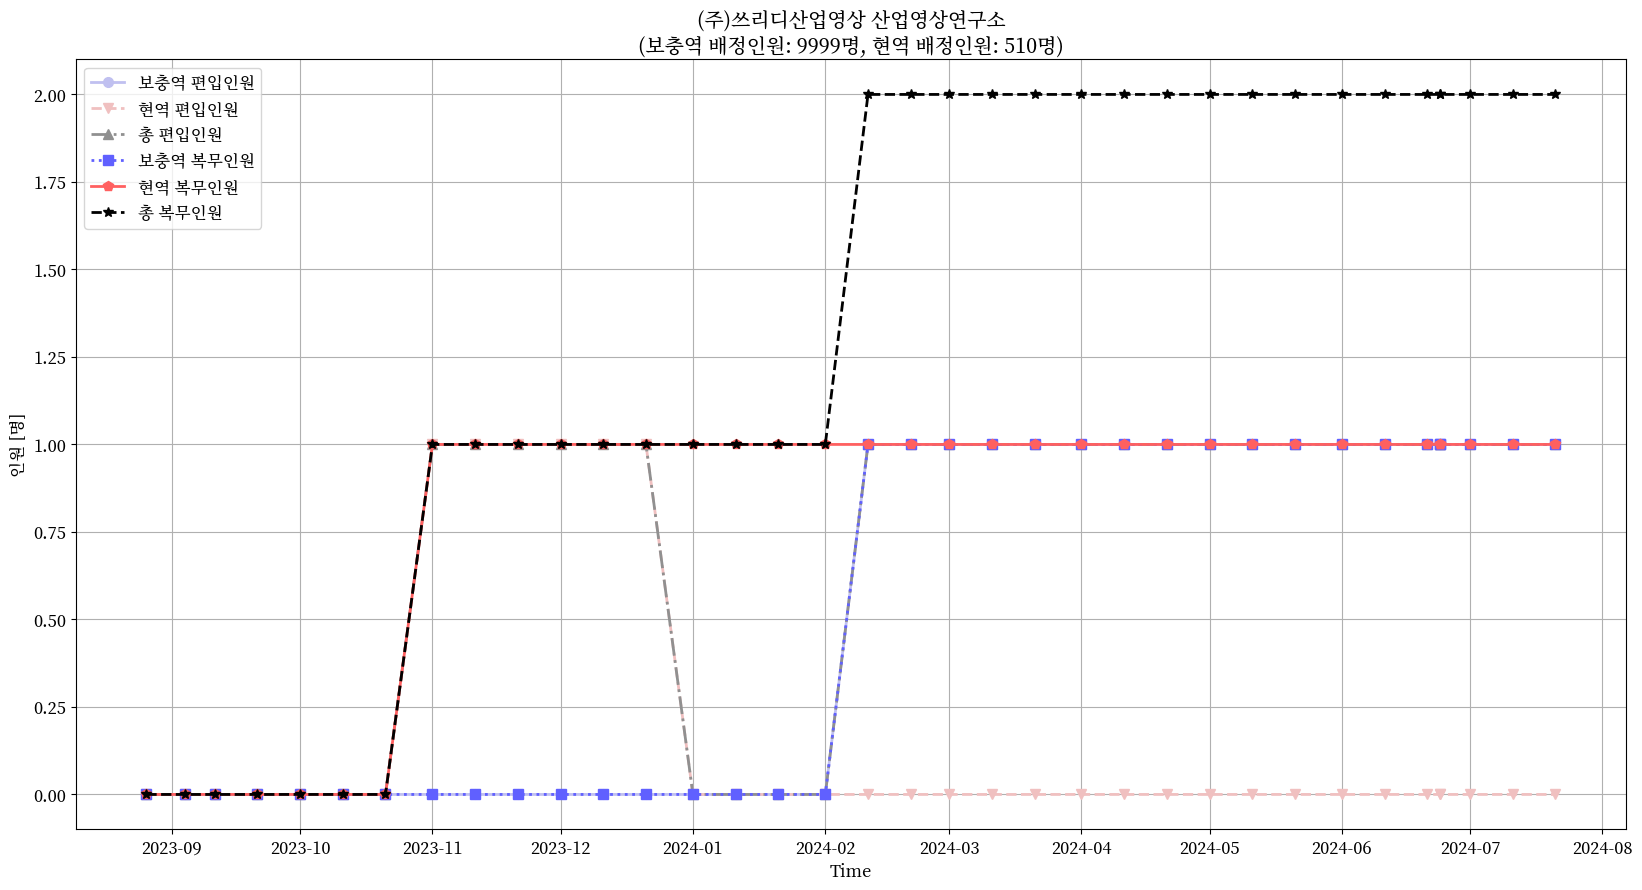 (주)쓰리디산업영상 산업영상연구소
(보충역 배정인원: 9999명, 현역 배정인원: 510명)
보충역 편입인원
현역 편입인원
총 편입인원
보충역 복무인원
현역 복무인원
총 복무인원
2.00
1.75
1.50
1.25
1.00
0.75
0.50
0.25
0.00
인원 [명]
2023-09 2023-10 2023-11 2023-12 2024-01 2024-02 2024-03 2024-04 2024-05 2024-06 2024-07 2024-08
Time